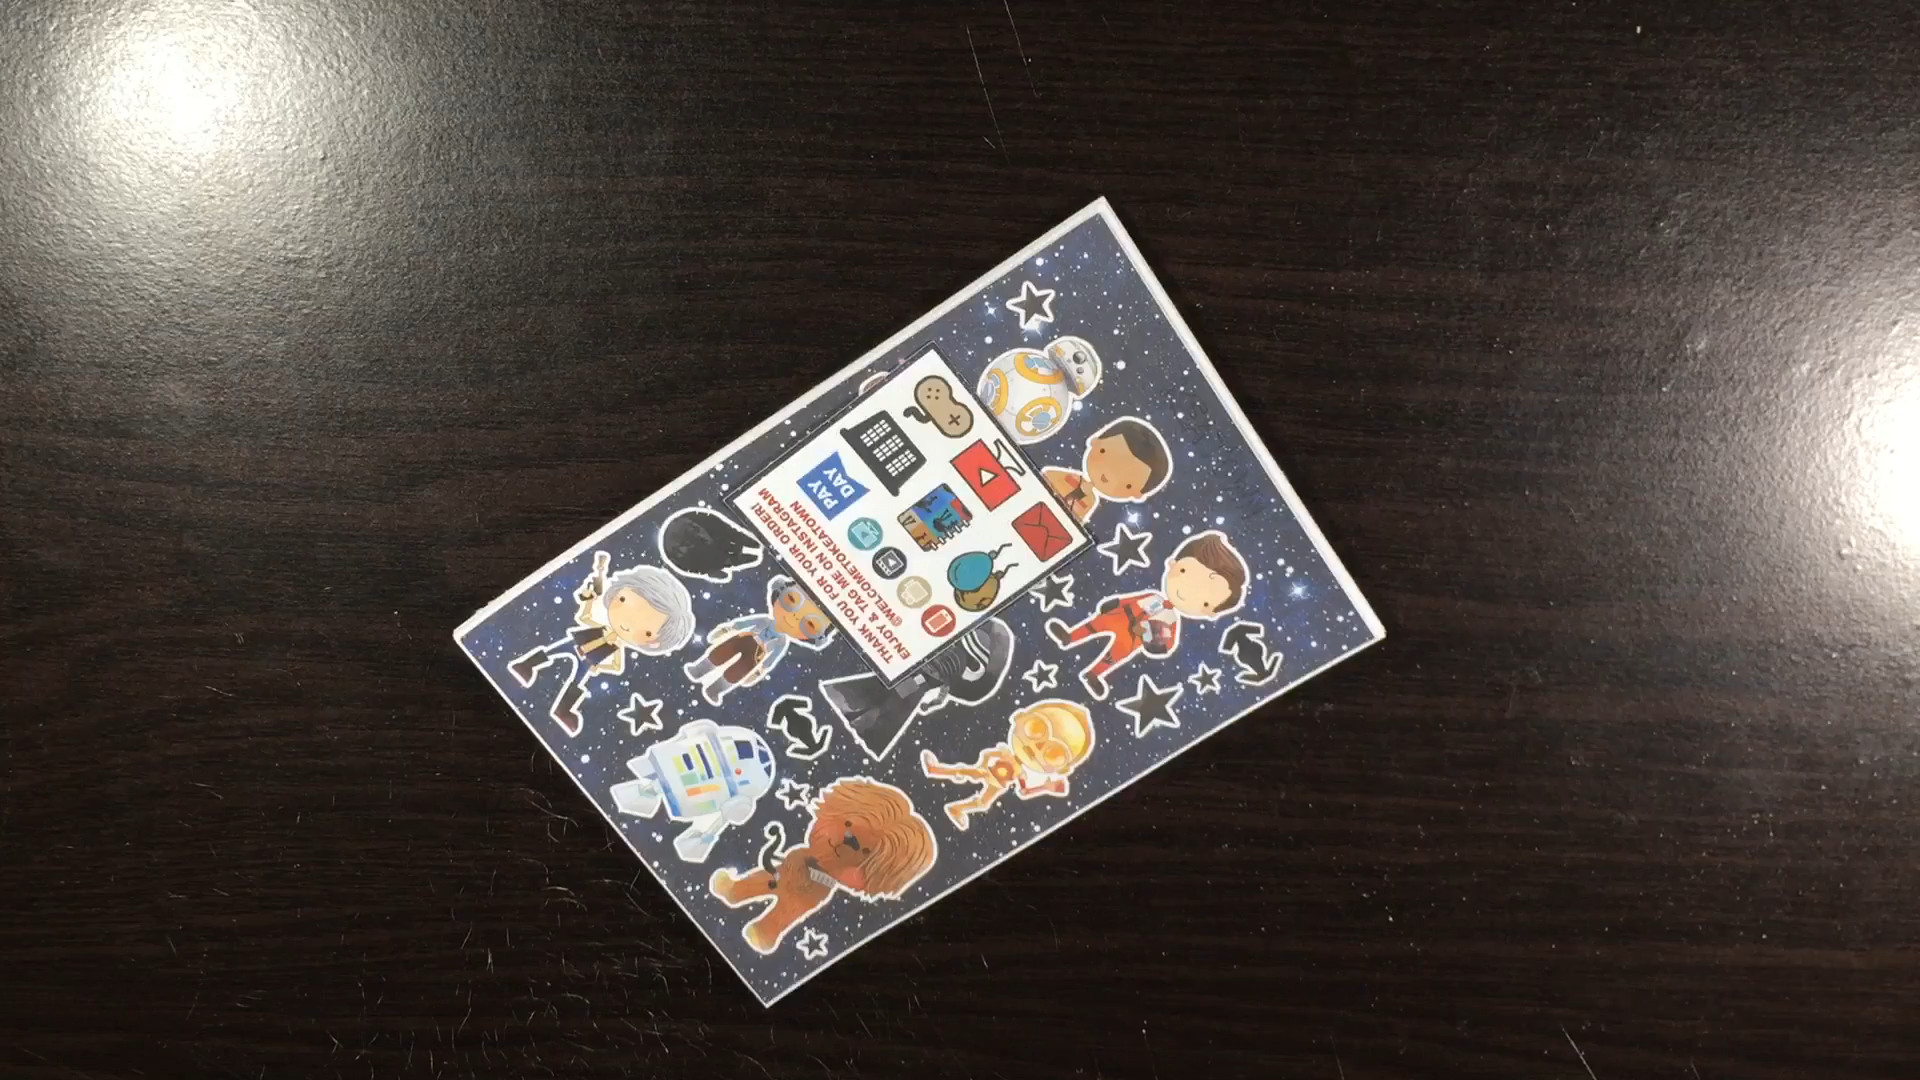 PAY
DAY
THANK YOU FOR YOUR ORDER!
ENJOY & TAG ME ON INSTAGRAM
@WELCOMETOKEATOWN